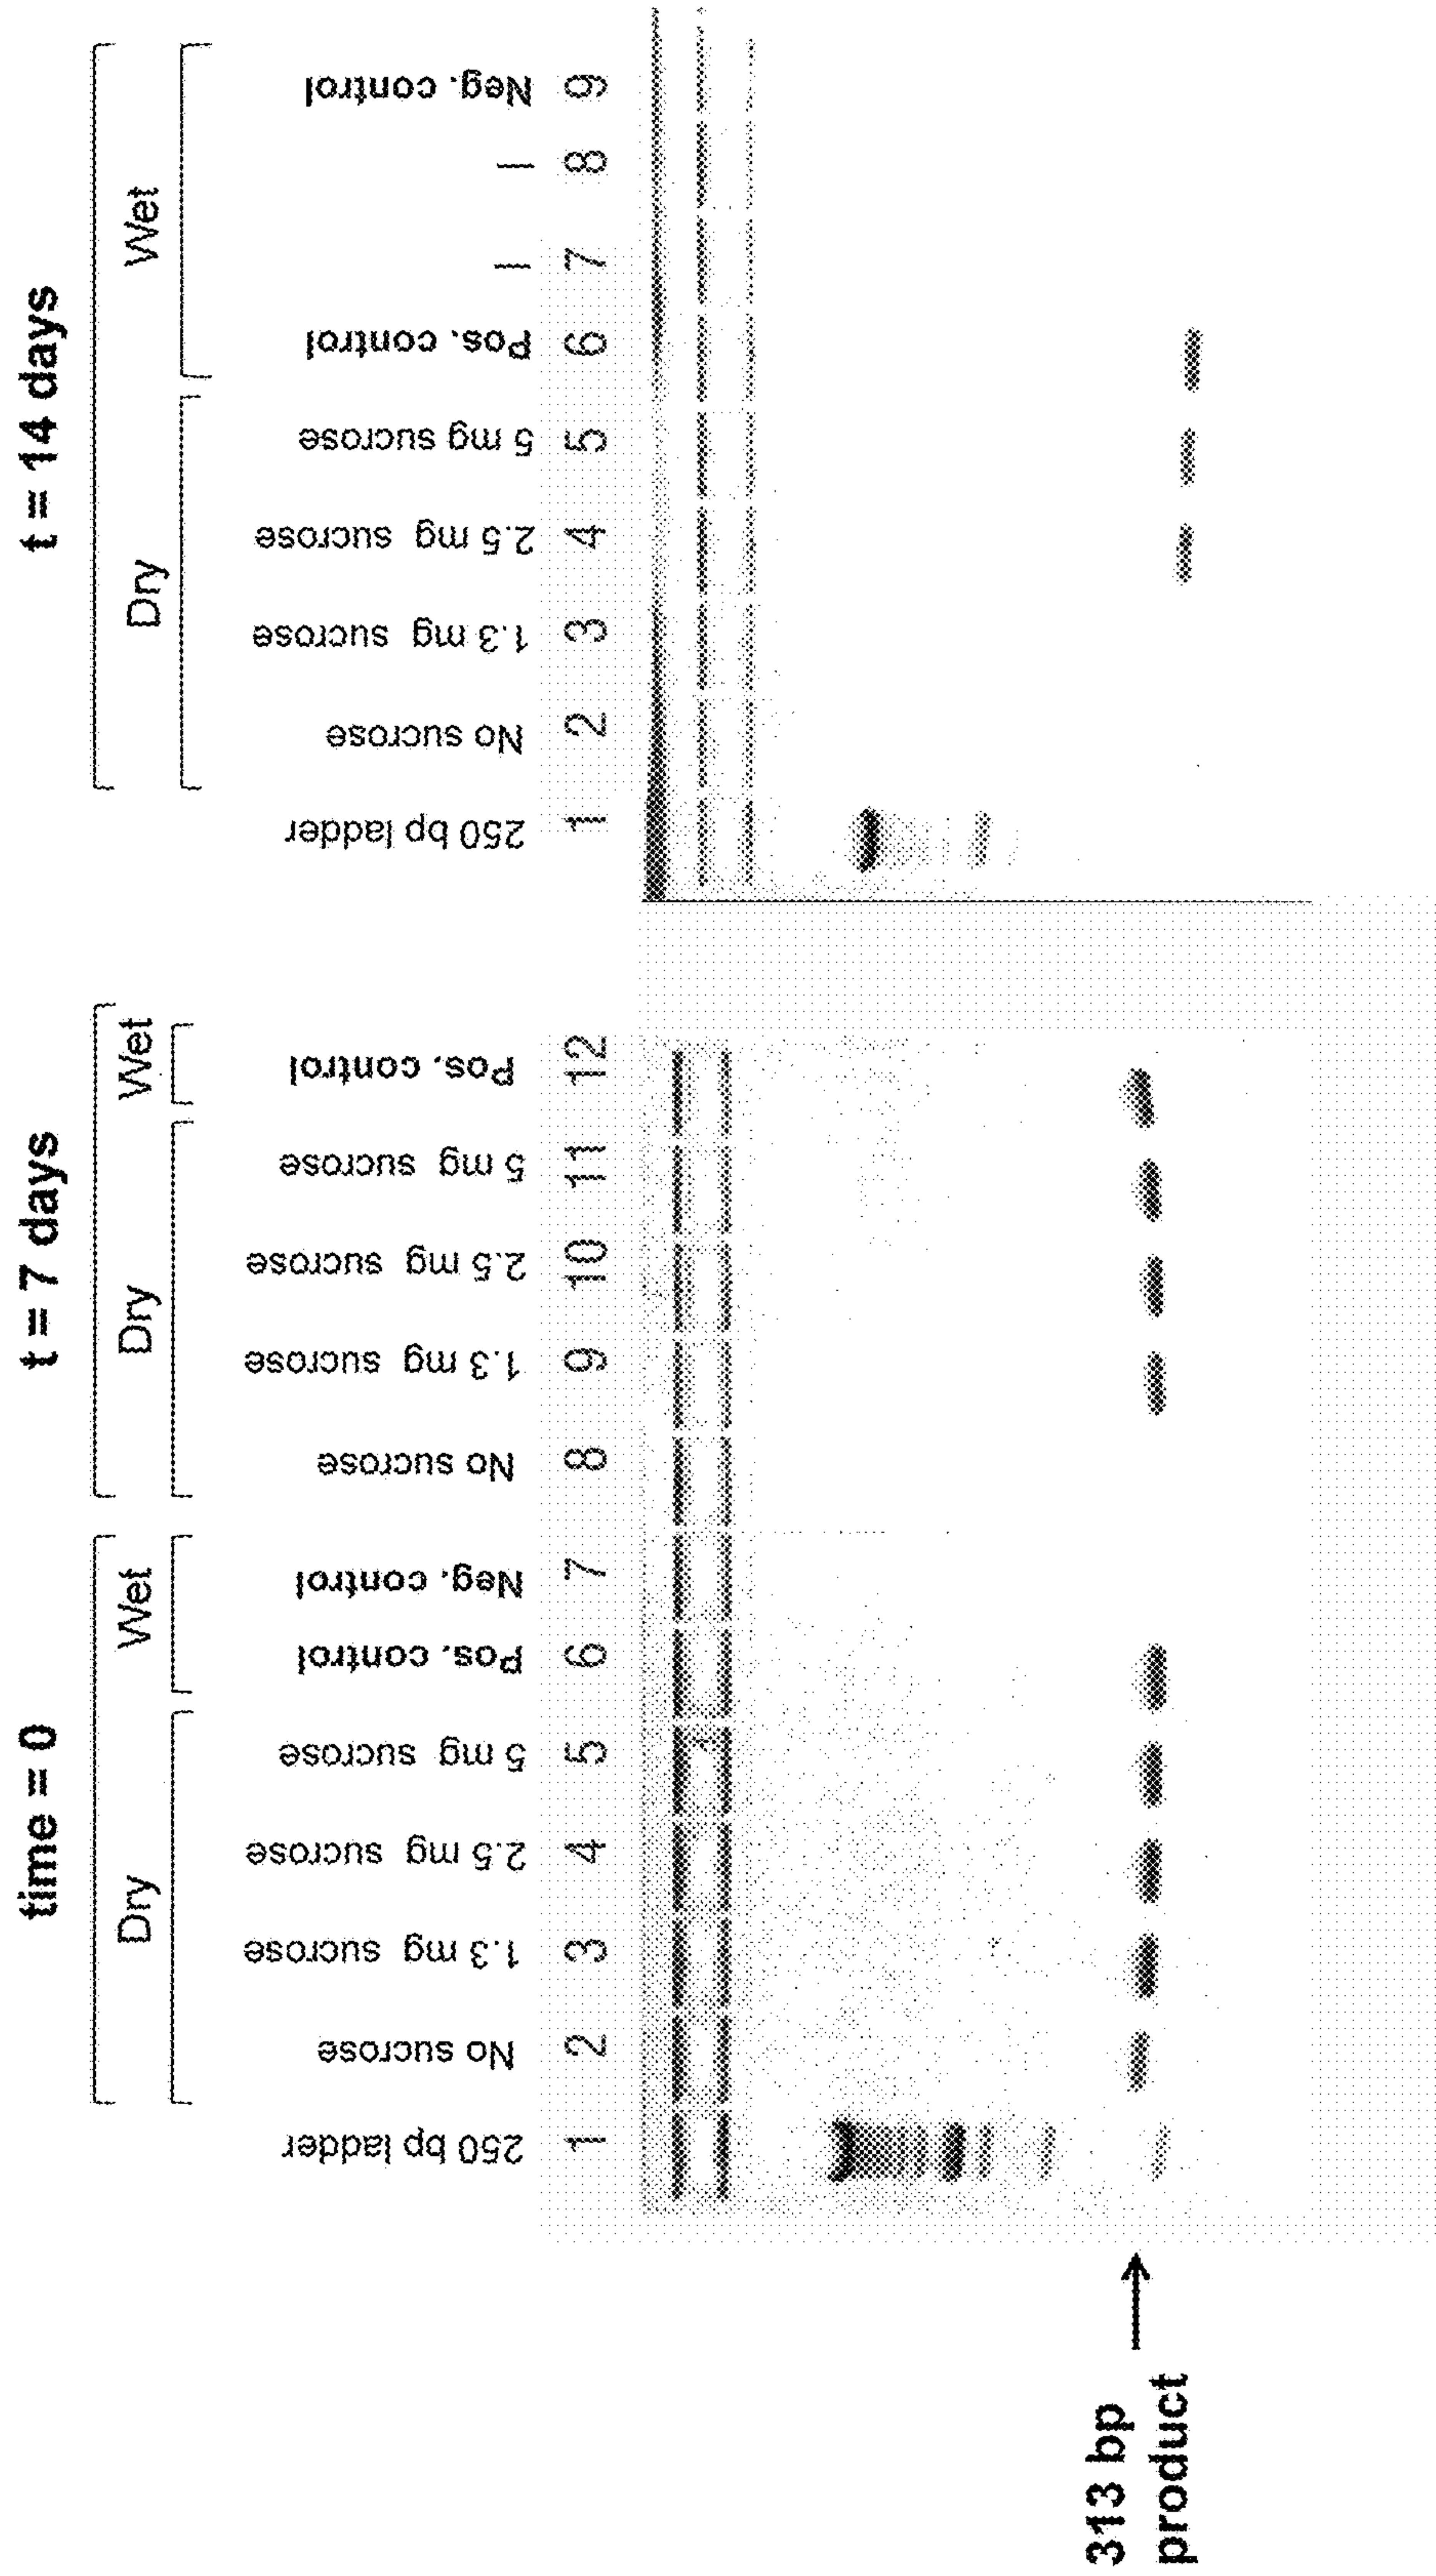 time = 0
t = 7 days
t = 14 days
Dry
Wet
Dry
Wet
Dry
Wet
250 bp ladder
No sucrose
1.3 mg sucrose
2.5 mg sucrose
5 mg sucrose
Pos. control
Neg. control
No sucrose
1.3 mg sucrose
2.5 mg sucrose
5 mg sucrose
Pos. control
250 bp ladder
No sucrose
1.3 mg sucrose
2.5 mg sucrose
5 mg sucrose
Pos. control
—
—
Neg. control
1 2 3 4 5 6 7 8 9 10 11 12
1 2 3 4 5 6 7 8 9
313 bp
product